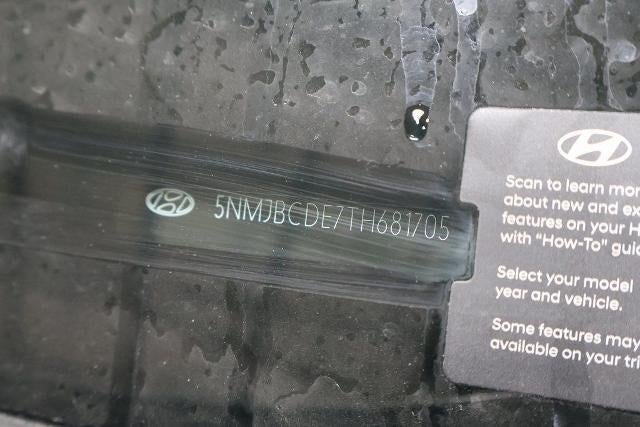 5NMJBCDE7TH681705
Scan to learn mor
about new and ex
features on your H
with "How-To" guid
Select your model
year and vehicle.
Some features may
available on your tri